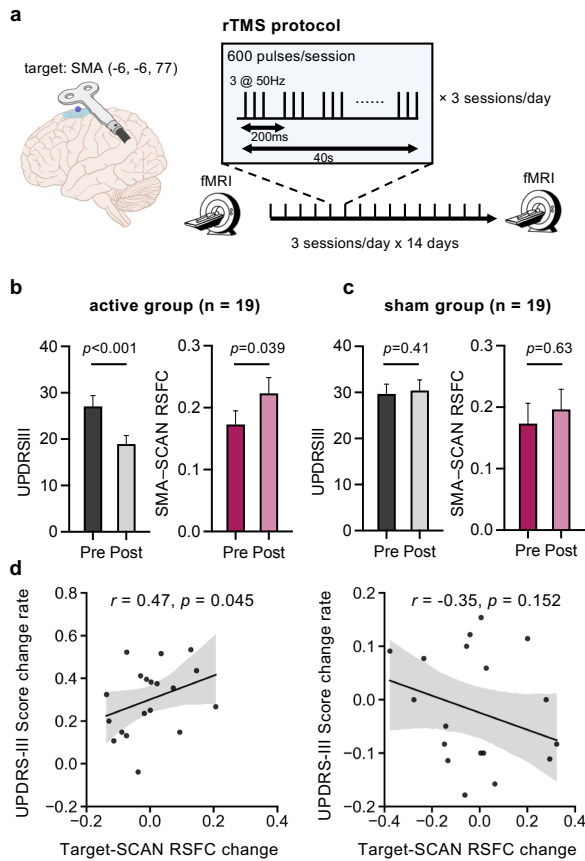 a
rTMS protocol
target: SMA (-6, -6, 77)
600 pulses/session
3 @ 50Hz
......
× 3 sessions/day
200ms
40s
fMRI
fMRI
3 sessions/day x 14 days
b
active group (n = 19)
c
sham group (n = 19)
UPDRSIII
40
30
20
10
0
p<0.001
Pre Post
SMA–SCAN RSFC
0.3
0.2
0.1
0.0
p=0.039
Pre Post
UPDRSIII
40
30
20
10
0
p=0.41
Pre Post
SMA–SCAN RSFC
0.3
0.2
0.1
0.0
p=0.63
Pre Post
d
UPDRS-III Score change rate
0.8
0.6
0.4
0.2
0.0
−0.2
r = 0.47, p = 0.045
−0.2 0.0 0.2 0.4
Target-SCAN RSFC change
UPDRS-III Score change rate
0.2
0.1
0.0
−0.1
−0.2
r = -0.35, p = 0.152
−0.4 −0.2 0.0 0.2 0.4
Target-SCAN RSFC change